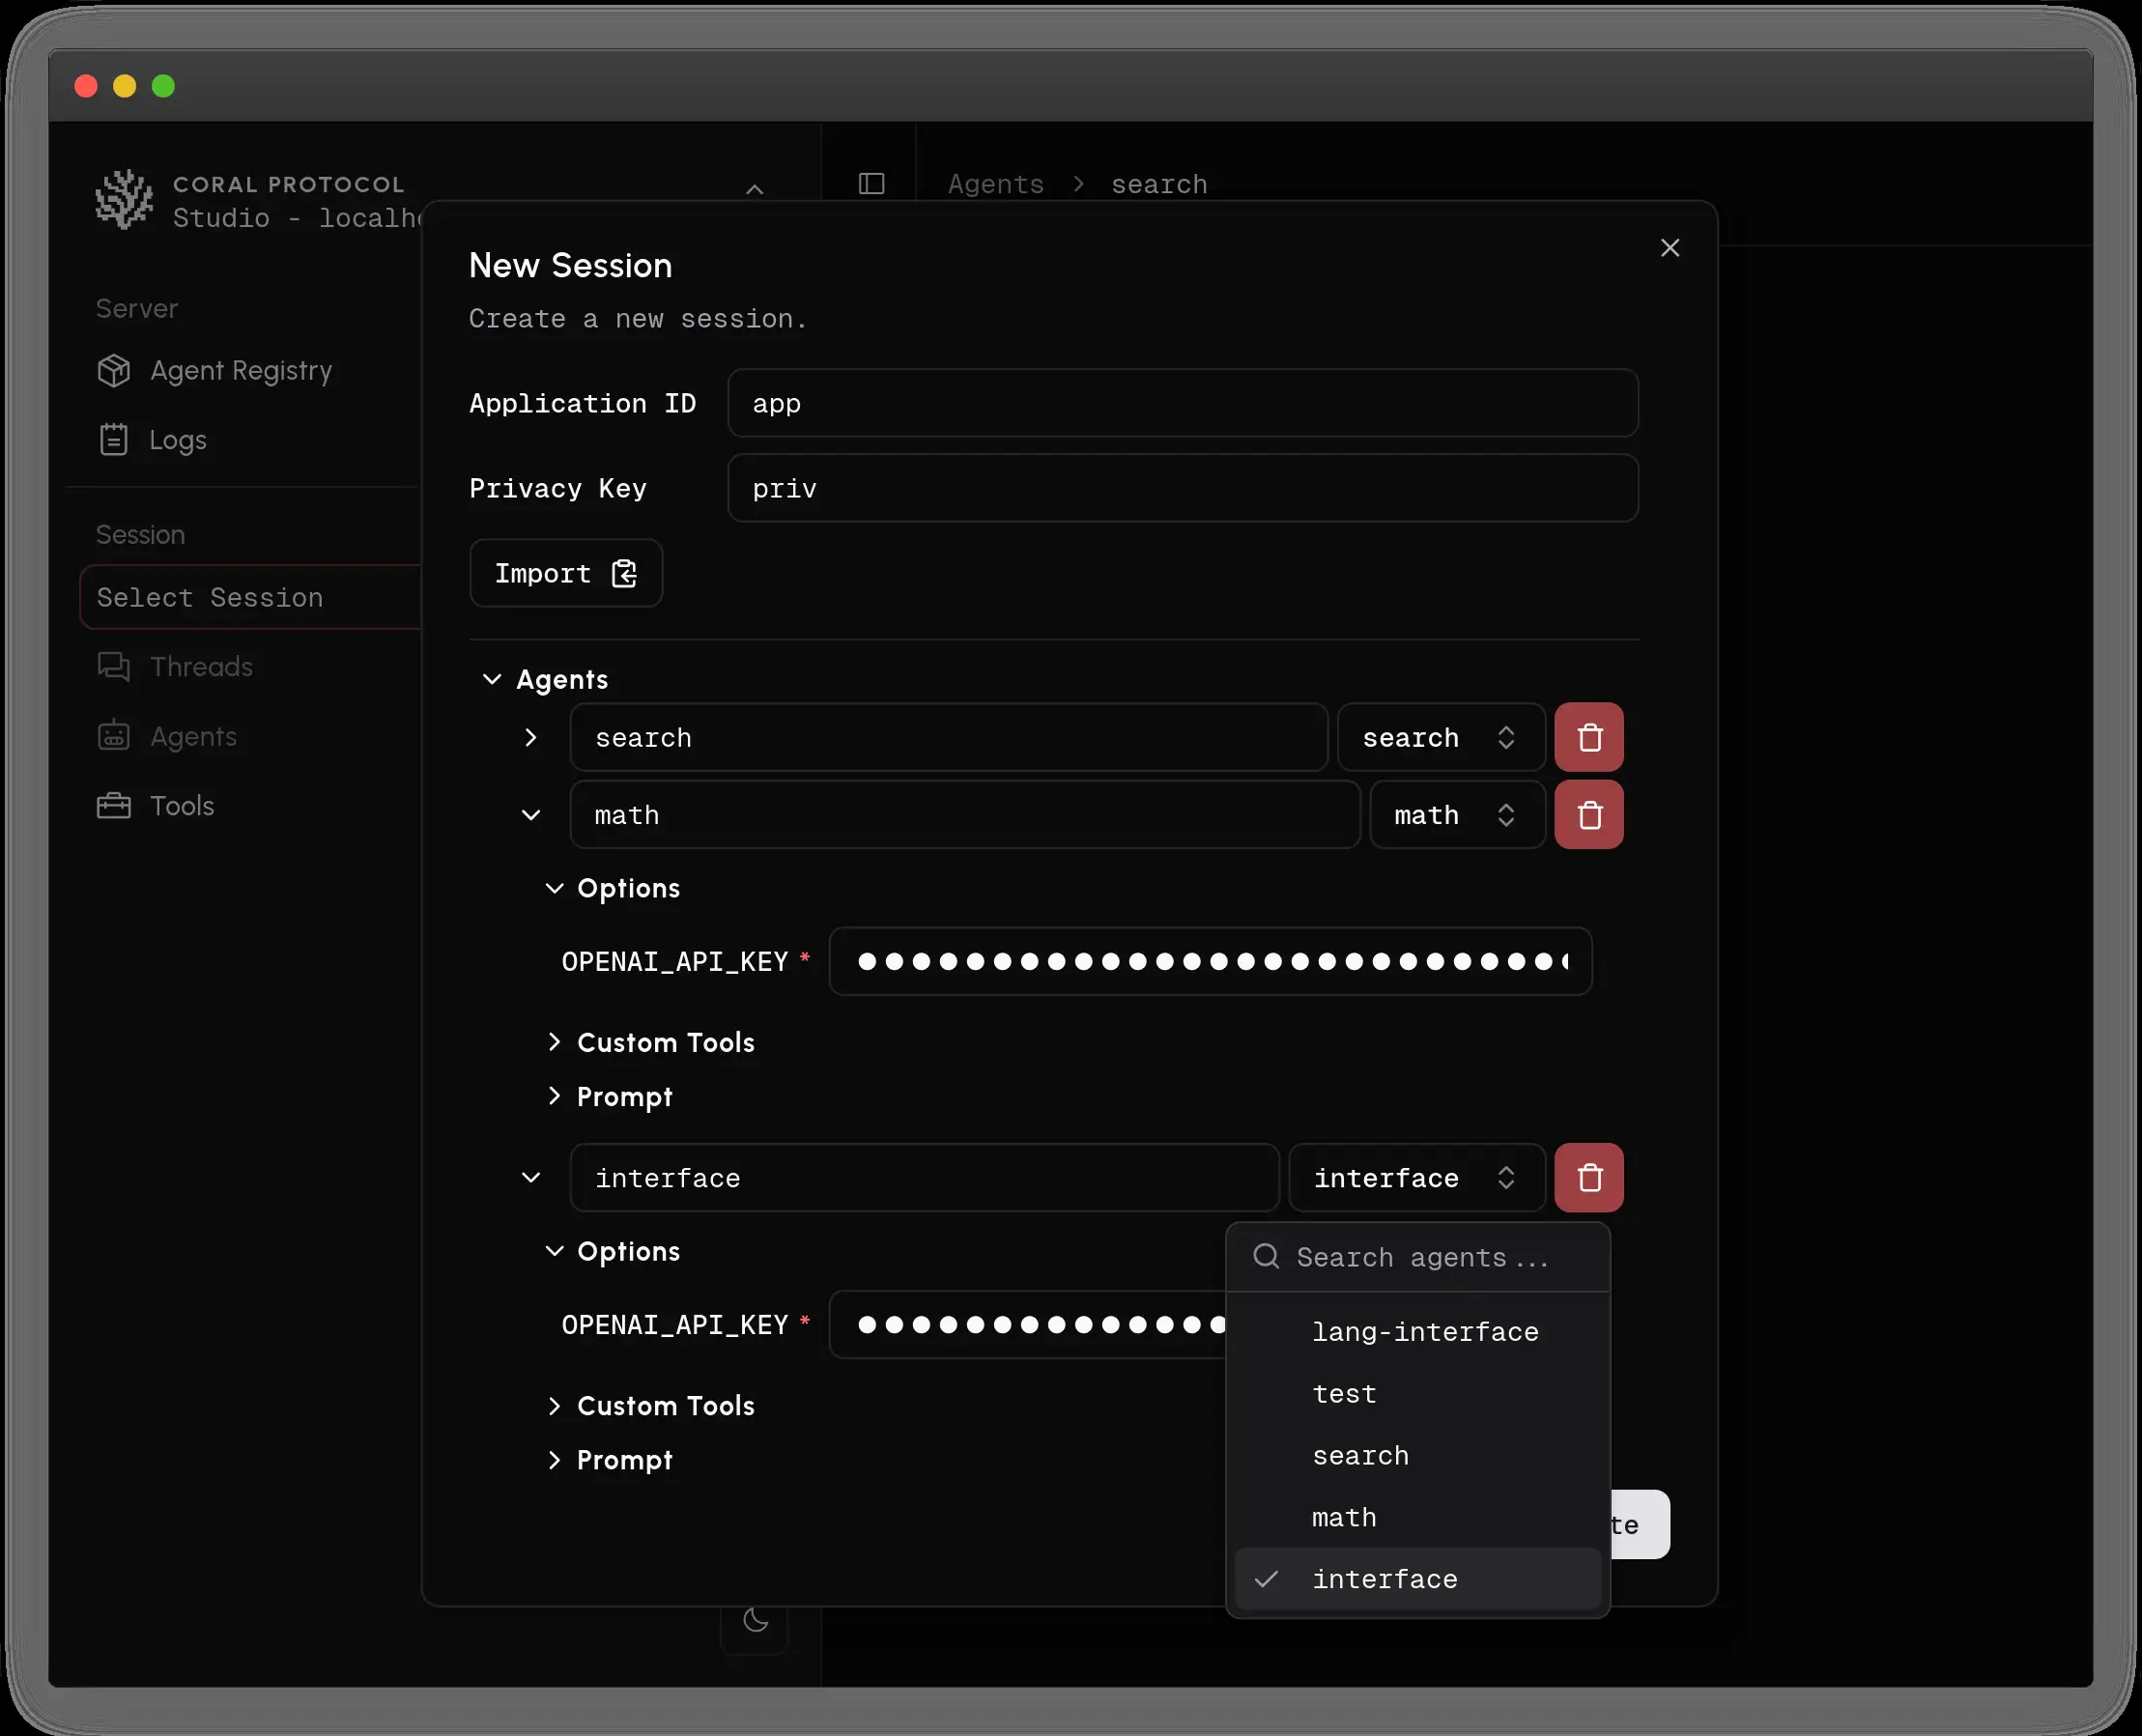 CORAL PROTOCOL
Studio - localh
Agents > search
Server
Agent Registry
Logs
Session
Select Session
Threads
Agents
Tools
New Session
Create a new session.
Application ID app
Privacy Key priv
Import
Agents
search search
math math
Options
OPENAI_API_KEY *
Custom Tools
Prompt
interface interface
Options
OPENAI_API_KEY *
Custom Tools
Prompt
Search agents...
lang-interface
test
search
math
interface
te